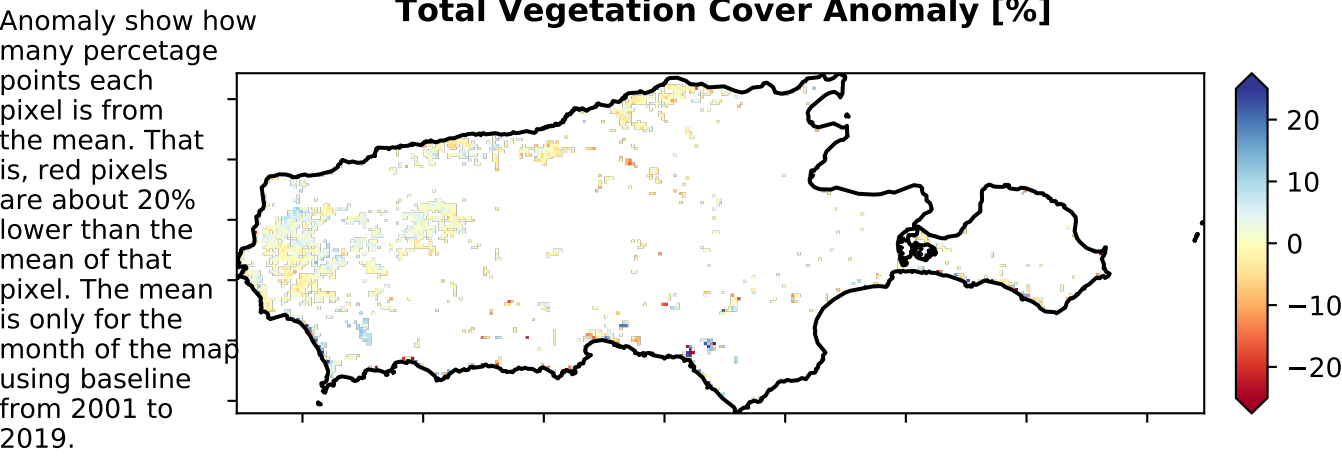 Total Vegetation Cover Anomaly [%]
Anomaly show how
many percetage
points each
pixel is from
the mean. That
is, red pixels
are about 20%
lower than the
mean of that
pixel. The mean
is only for the
month of the map
using baseline
from 2001 to
2019.
20
10
0
−10
−20